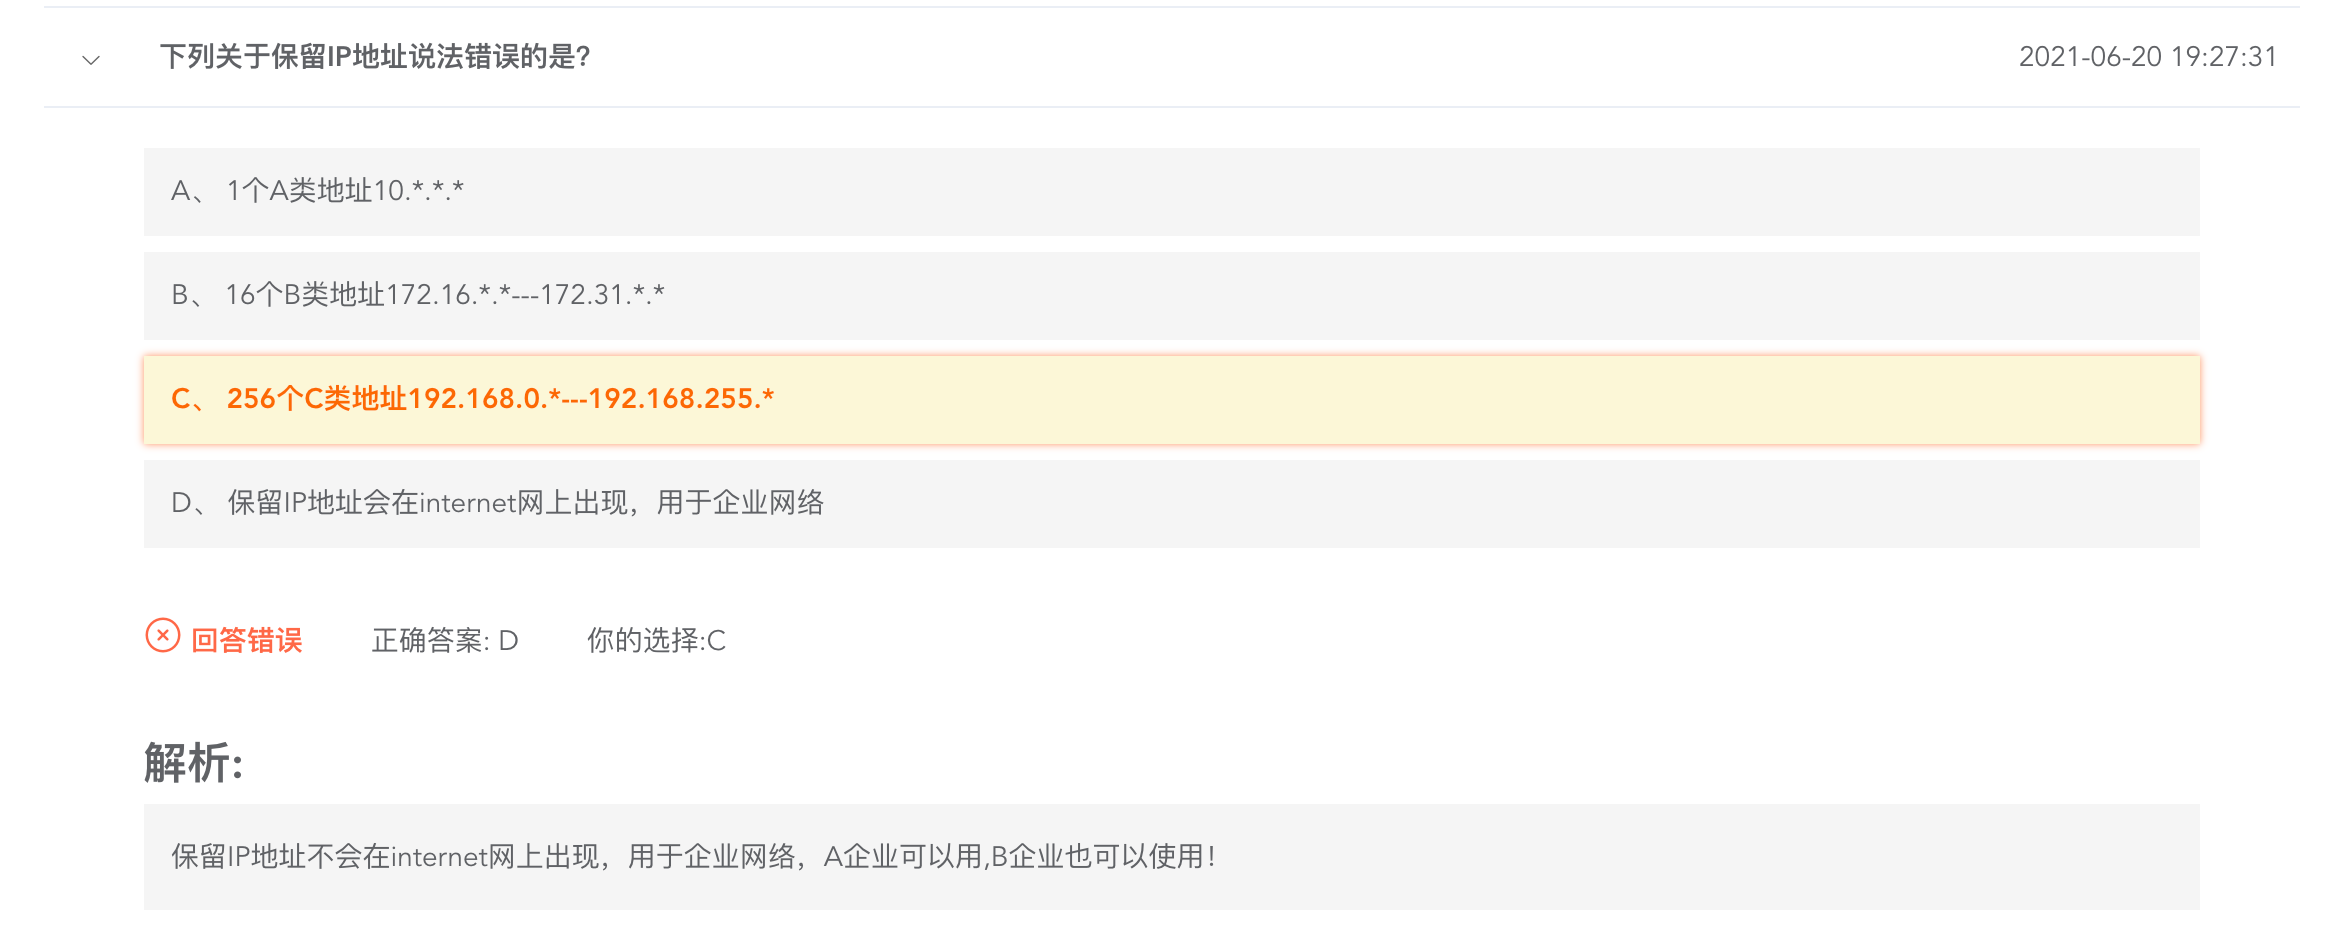 下列关于保留IP地址说法错误的是?
2021-06-20 19:27:31
A、 1个A类地址10.*.*.*
B、 16个B类地址172.16.*.*---172.31.*.*
C、 256个C类地址192.168.0.*---192.168.255.*
D、 保留IP地址会在internet网上出现，用于企业网络
回答错误 正确答案: D 你的选择:C
解析:
保留IP地址不会在internet网上出现，用于企业网络，A企业可以用,B企业也可以使用！